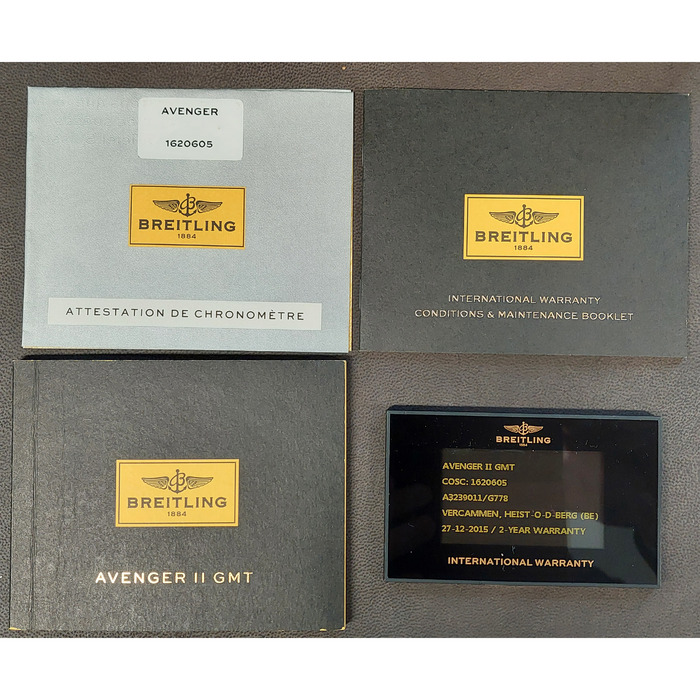 AVENGER
1620605
BREITLING
1884
ATTESTATION DE CHRONOMÈTRE
BREITLING
1884
INTERNATIONAL WARRANTY
CONDITIONS & MAINTENANCE BOOKLET
BREITLING
1884
AVENGER II GMT
BREITLING
1884
AVENGER II GMT
COSC: 1620605
A3239011/G778
VERCAMMEN, HEIST-O-D-BERG (BE)
27-12-2015 / 2-YEAR WARRANTY
INTERNATIONAL WARRANTY